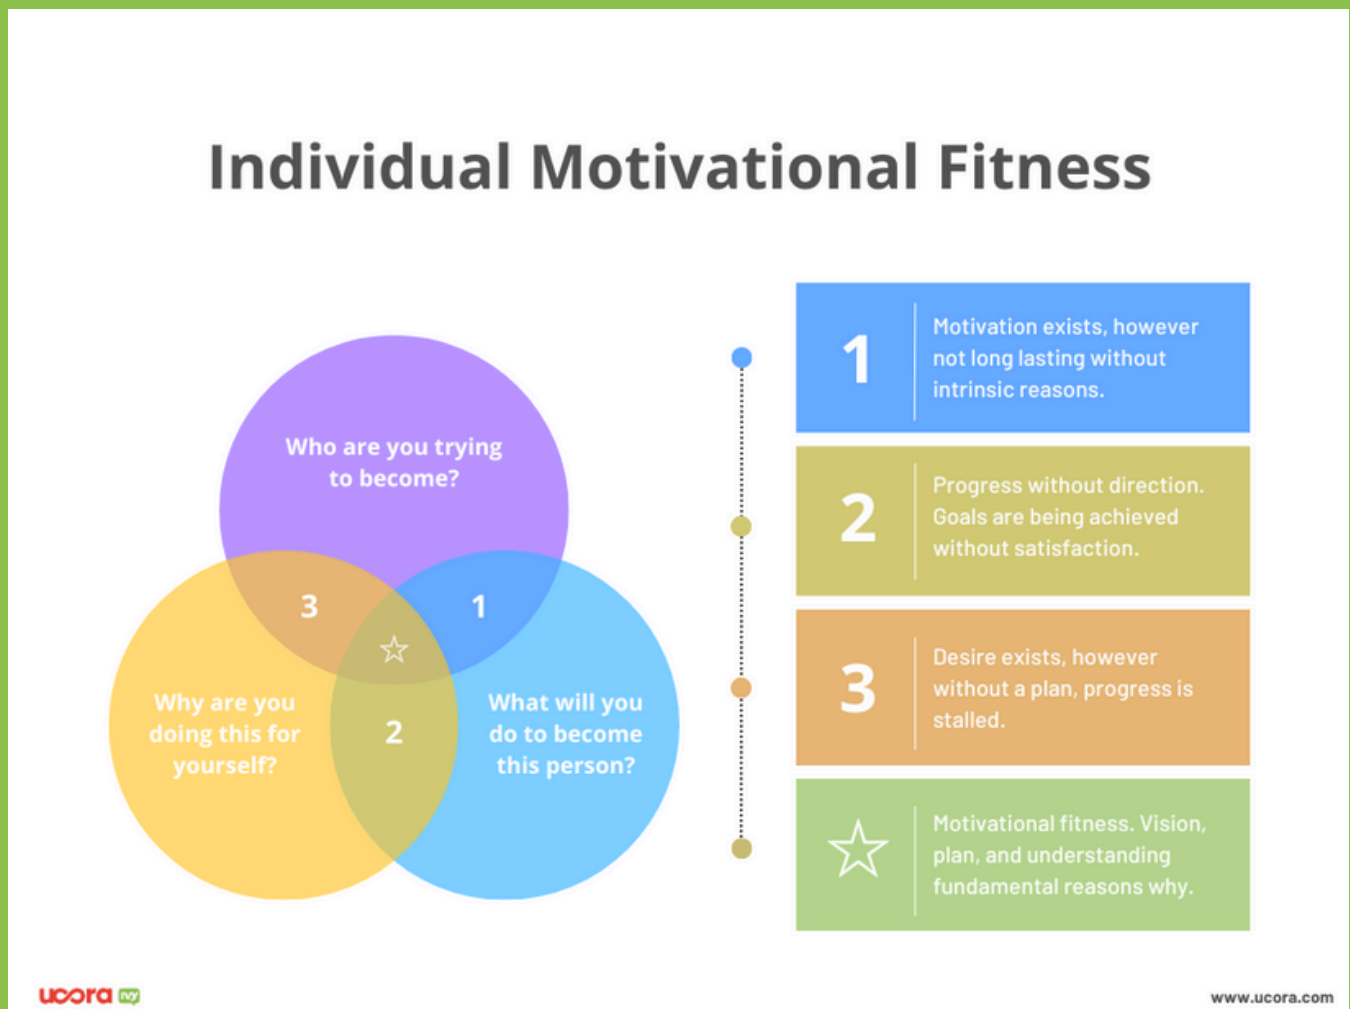 Individual Motivational Fitness
Who are you trying
to become?
3
1
☆
Why are you
doing this for
yourself?
2
What will you
do to become
this person?
1
Motivation exists, however
not long lasting without
intrinsic reasons.
2
Progress without direction.
Goals are being achieved
without satisfaction.
3
Desire exists, however
without a plan, progress is
stalled.
☆
Motivational fitness. Vision,
plan, and understanding
fundamental reasons why.
ucora ivy
www.ucora.com